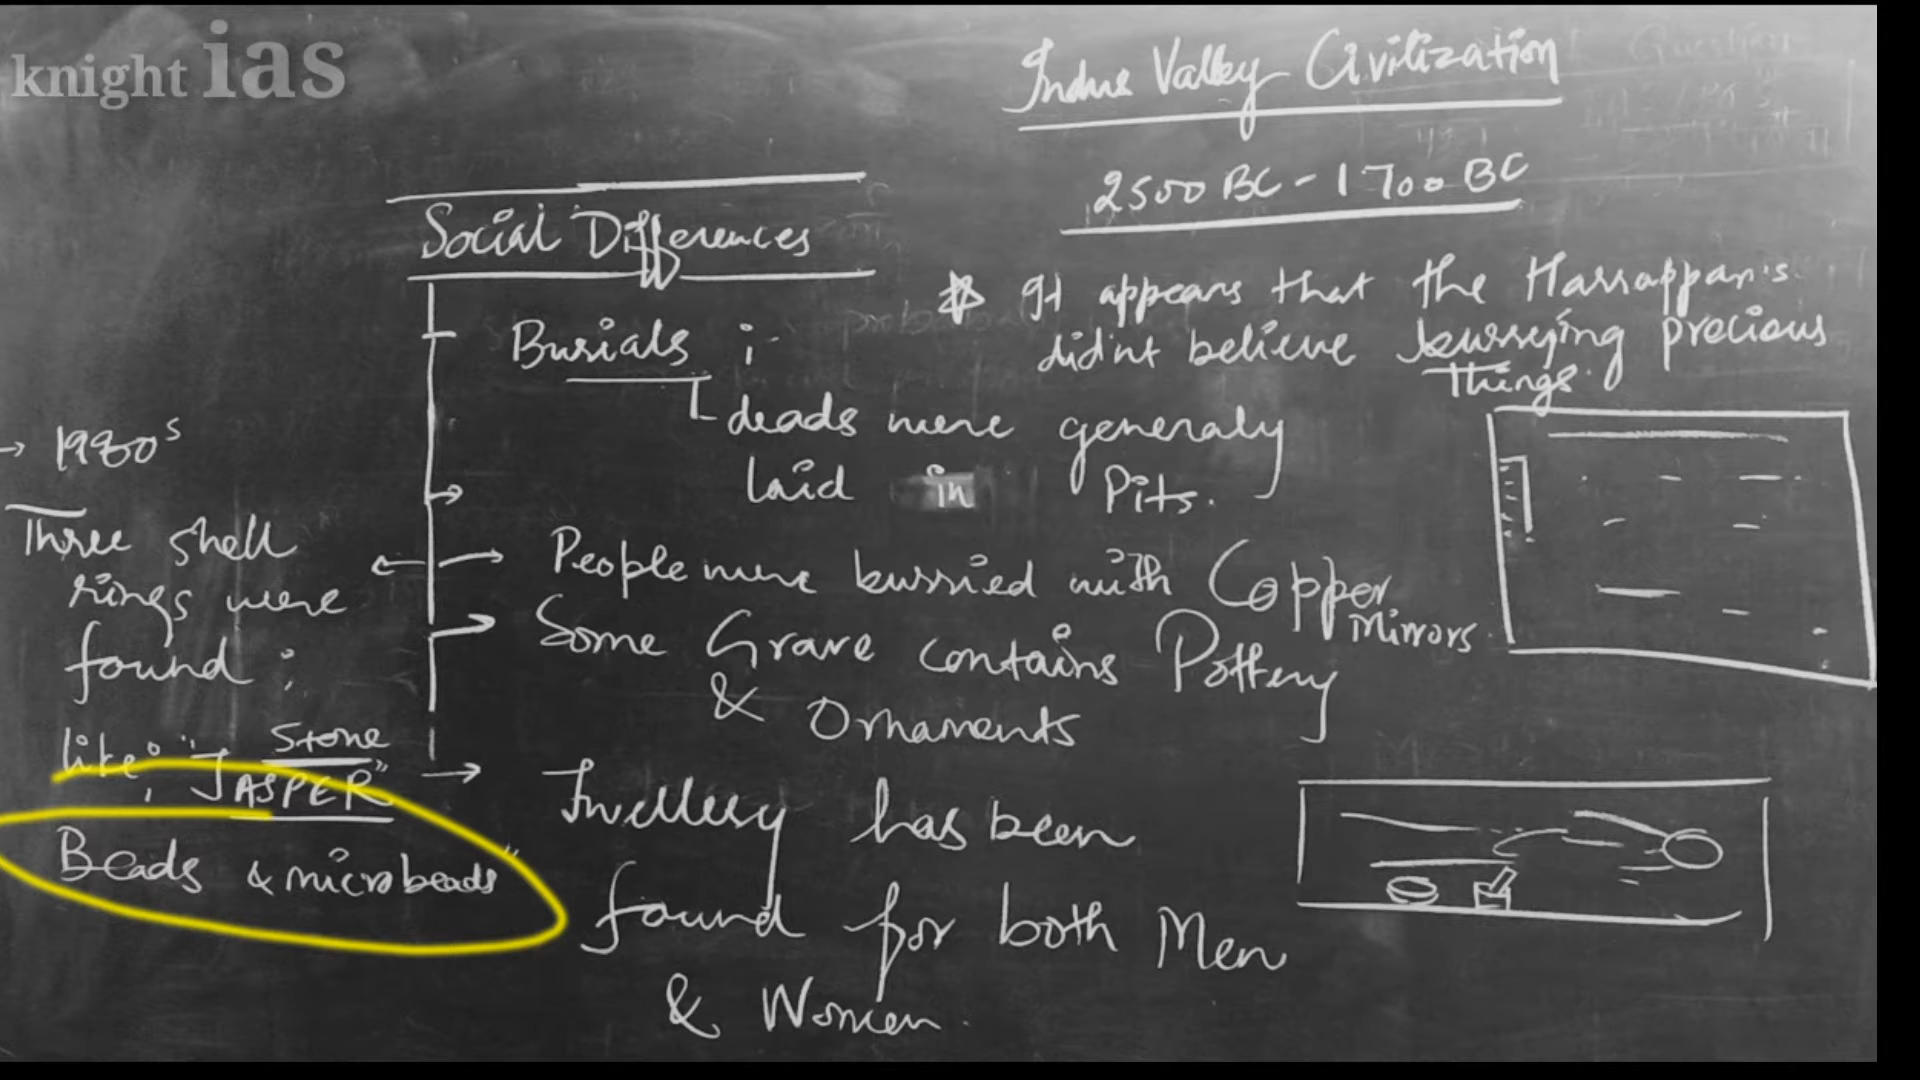 knight ias
Indus Valley Civilization
2500 BC - 1700 BC
Social Differences
* It appears that the Harrappan's
didn't believe burrying precious
things.
Burials :
deads were generaly
laid in Pits.
→ 1980s
Three shell
rings were
found :
like : "Stone
JASPER"
Beads & microbeads"
→ People were burried with Copper
Mirrors.
→ Some Grave contains Pottery
& Ornaments
→ Jwellery has been
found for both Men
& Women.